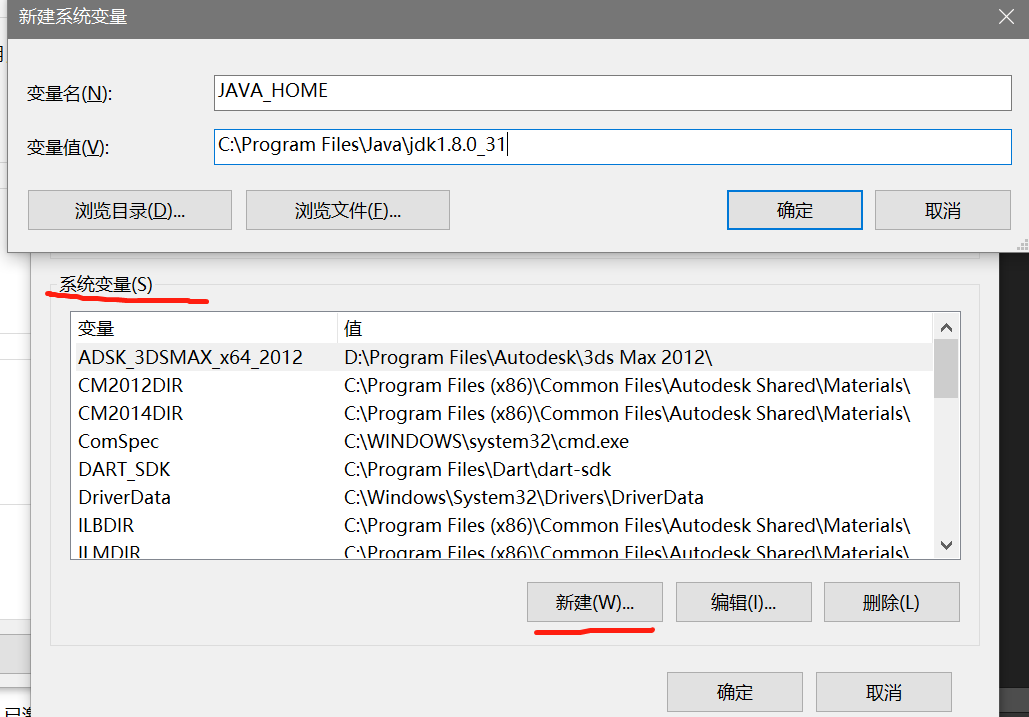 新建系统变量
变量名(N):
JAVA_HOME
变量值(V):
C:\Program Files\Java\jdk1.8.0_31
浏览目录(D)...
浏览文件(F)...
确定
取消
系统变量(S)
变量 值
ADSK_3DSMAX_x64_2012 D:\Program Files\Autodesk\3ds Max 2012\
CM2012DIR C:\Program Files (x86)\Common Files\Autodesk Shared\Materials\
CM2014DIR C:\Program Files (x86)\Common Files\Autodesk Shared\Materials\
ComSpec C:\WINDOWS\system32\cmd.exe
DART_SDK C:\Program Files\Dart\dart-sdk
DriverData C:\Windows\System32\Drivers\DriverData
ILBDIR C:\Program Files (x86)\Common Files\Autodesk Shared\Materials\
ILMDIR C:\Program Files (x86)\Common Files\Autodesk Shared\Materials\
新建(W)...
编辑(I)...
删除(L)
确定
取消